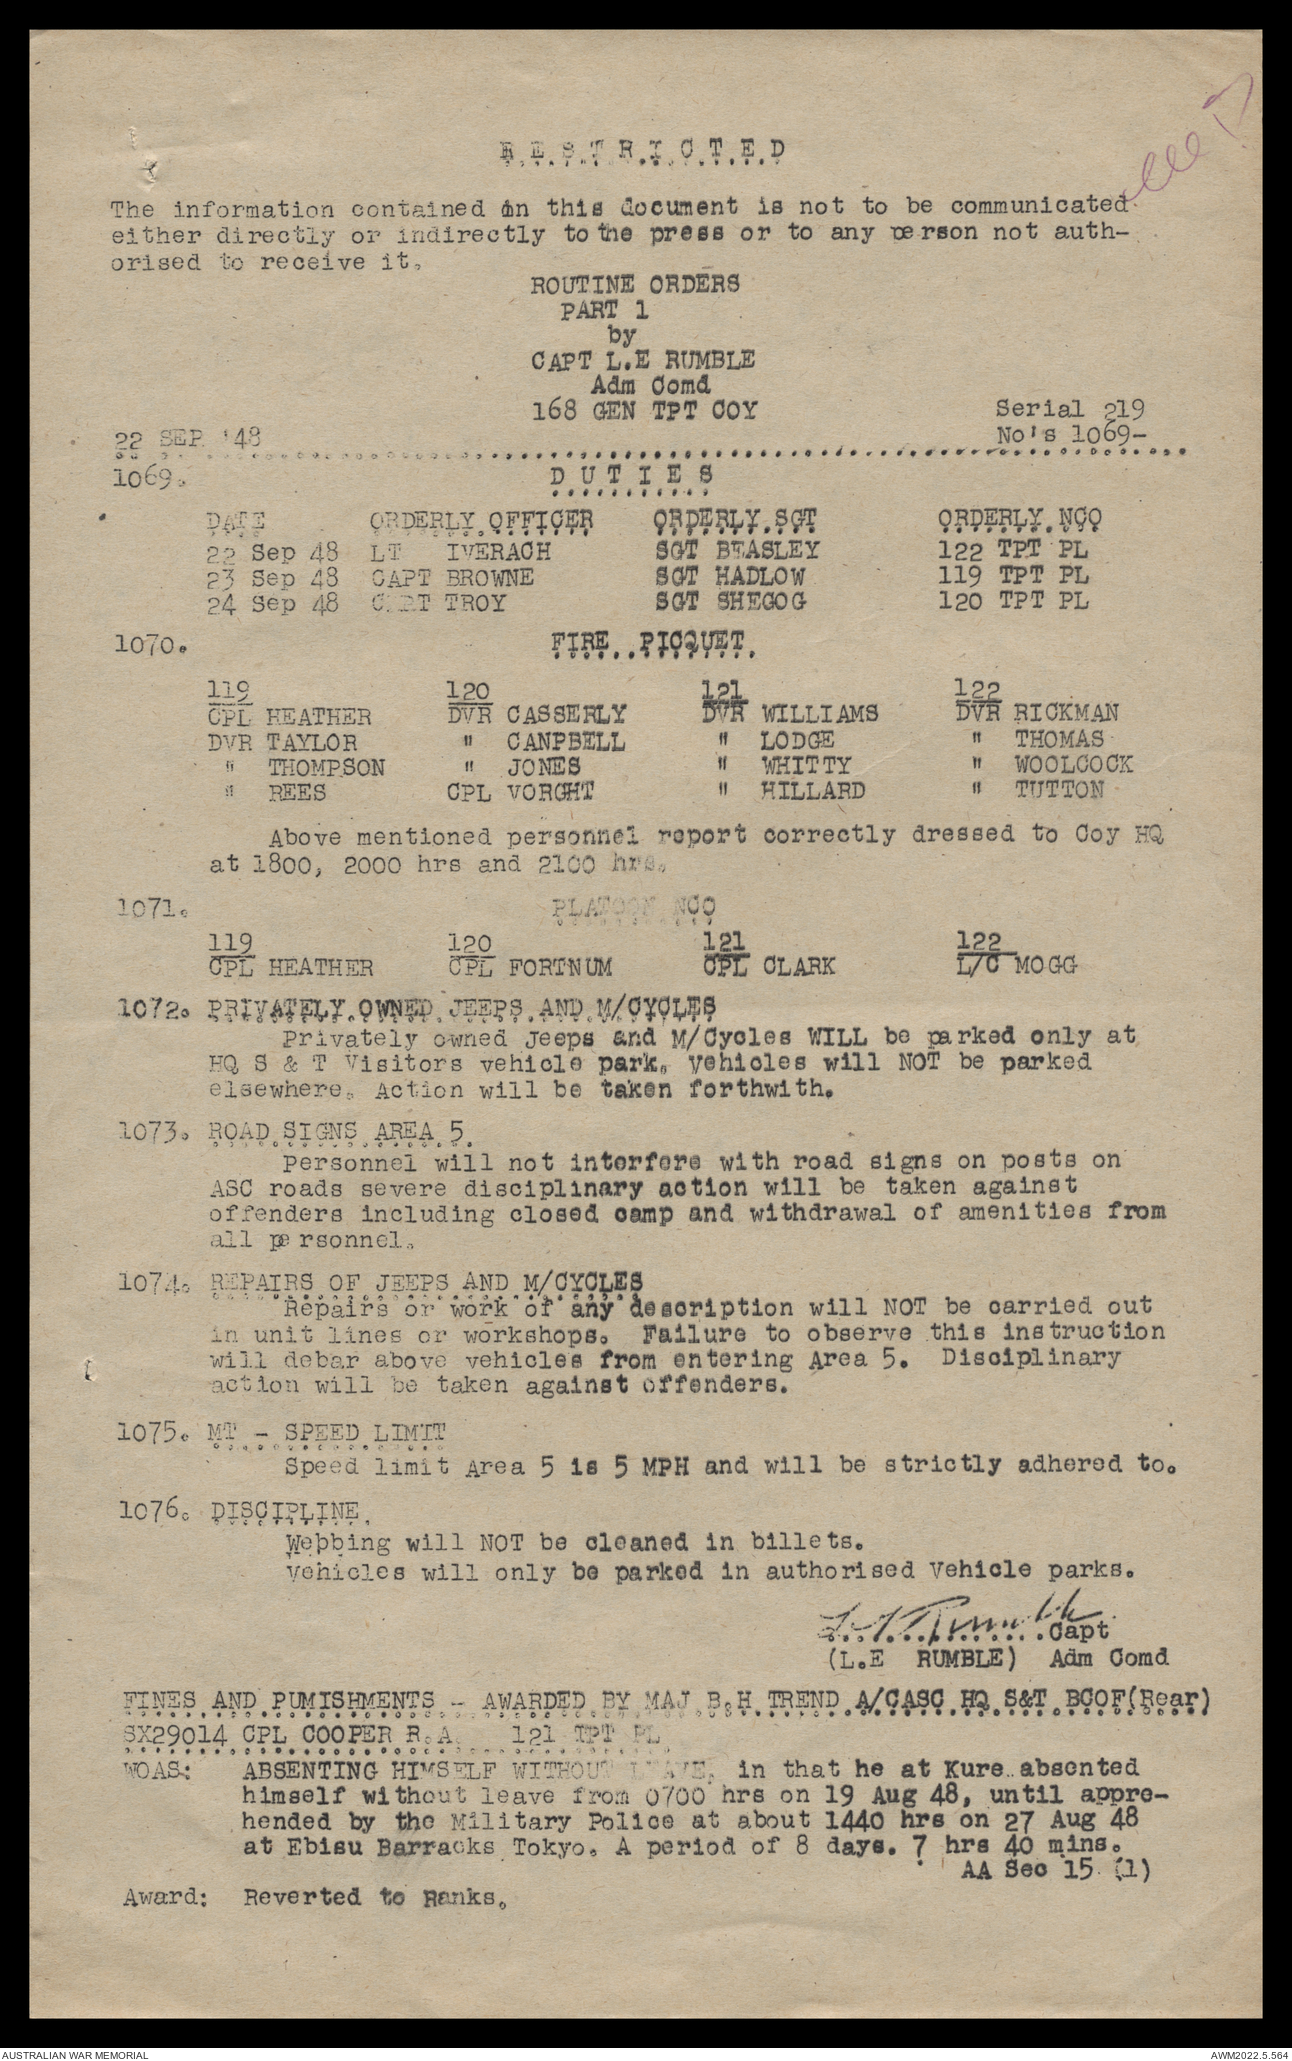 RESTRICTED
The information contained in this document is not to be communicated
either directly or indirectly to the press or to any person not auth-
orised to receive it.
ROUTINE ORDERS
PART 1
by
CAPT L.E RUMBLE
Adm Comd
168 GEN TPT COY
Serial 219
22 SEP '48 No's 1069-
1069. DUTIES
DATE ORDERLY OFFICER ORDERLY SGT ORDERLY NCO
22 Sep 48 LT IVERACH SGT BEASLEY 122 TPT PL
23 Sep 48 CAPT BROWNE SGT HADLOW 119 TPT PL
24 Sep 48 CAPT TROY SGT SHEGOG 120 TPT PL
1070. FIRE PICQUET.
119 120 121 122
CPL HEATHER DVR CASSERLY DVR WILLIAMS DVR RICKMAN
DVR TAYLOR " CANPBELL " LODGE " THOMAS
" THOMPSON " JONES " WHITTY " WOOLCOCK
" REES CPL VORGHT " HILLARD " TUTTON
Above mentioned personnel report correctly dressed to Coy HQ
at 1800, 2000 hrs and 2100 hrs.
1071. PLATOON NCO
119 120 121 122
CPL HEATHER CPL FORTNUM CPL CLARK L/C MOGG
1072. PRIVATELY OWNED JEEPS AND M/CYCLES
Privately owned Jeeps and M/Cycles WILL be parked only at
HQ S & T Visitors vehicle park. Vehicles will NOT be parked
elsewhere. Action will be taken forthwith.
1073. ROAD SIGNS AREA 5.
Personnel will not interfere with road signs on posts on
ASC roads severe disciplinary action will be taken against
offenders including closed camp and withdrawal of amenities from
all personnel.
1074. REPAIRS OF JEEPS AND M/CYCLES
Repairs or work of any description will NOT be carried out
in unit lines or workshops. Failure to observe this instruction
will debar above vehicles from entering Area 5. Disciplinary
action will be taken against offenders.
1075. MT - SPEED LIMIT
Speed limit Area 5 is 5 MPH and will be strictly adhered to.
1076. DISCIPLINE.
Webbing will NOT be cleaned in billets.
Vehicles will only be parked in authorised Vehicle parks.
L E Rumble Capt
(L.E RUMBLE) Adm Comd
FINES AND PUMISHMENTS - AWARDED BY MAJ B.H TREND A/CASC HQ S&T BCOF(Rear)
SX29014 CPL COOPER R.A. 121 TPT PL
WOAS: ABSENTING HIMSELF WITHOUT LEAVE, in that he at Kure absented
himself without leave from 0700 hrs on 19 Aug 48, until appre-
hended by the Military Police at about 1440 hrs on 27 Aug 48
at Ebisu Barracks Tokyo. A period of 8 days. 7 hrs 40 mins.
AA Sec 15 (1)
Award: Reverted to Ranks.
AUSTRALIAN WAR MEMORIAL AWM2022.5.564